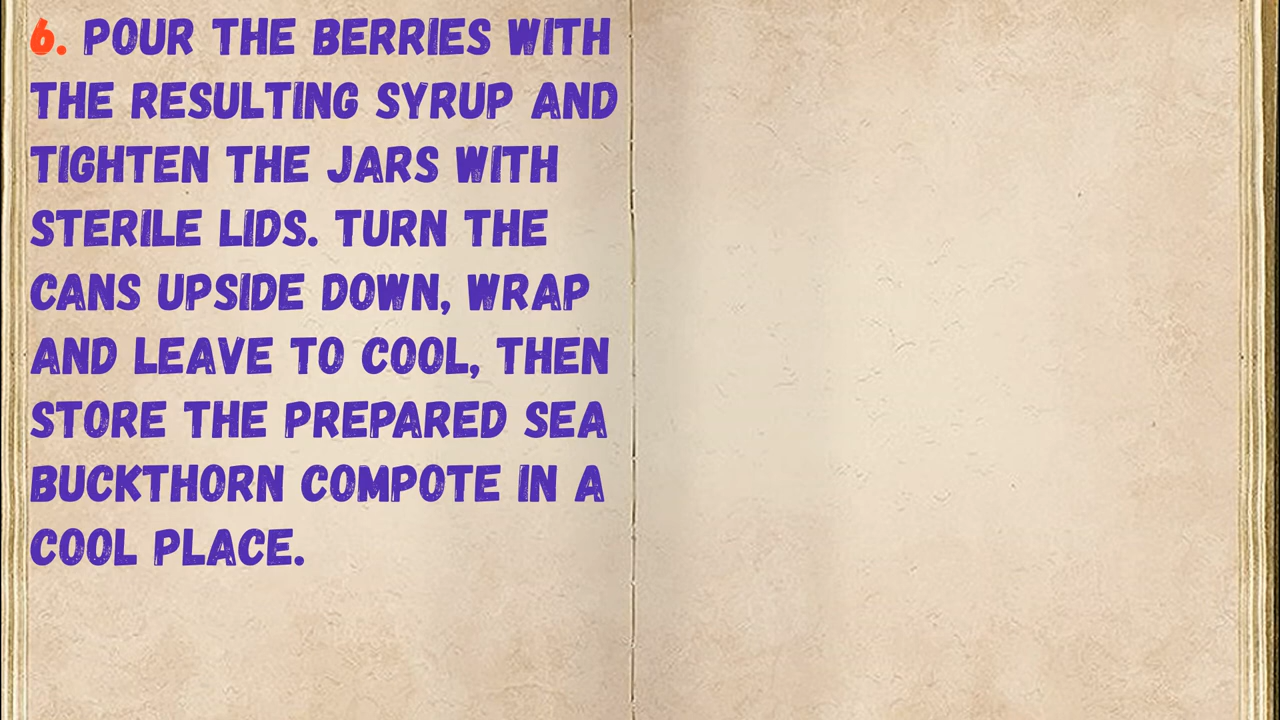 6. POUR THE BERRIES WITH
THE RESULTING SYRUP AND
TIGHTEN THE JARS WITH
STERILE LIDS. TURN THE
CANS UPSIDE DOWN, WRAP
AND LEAVE TO COOL, THEN
STORE THE PREPARED SEA
BUCKTHORN COMPOTE IN A
COOL PLACE.